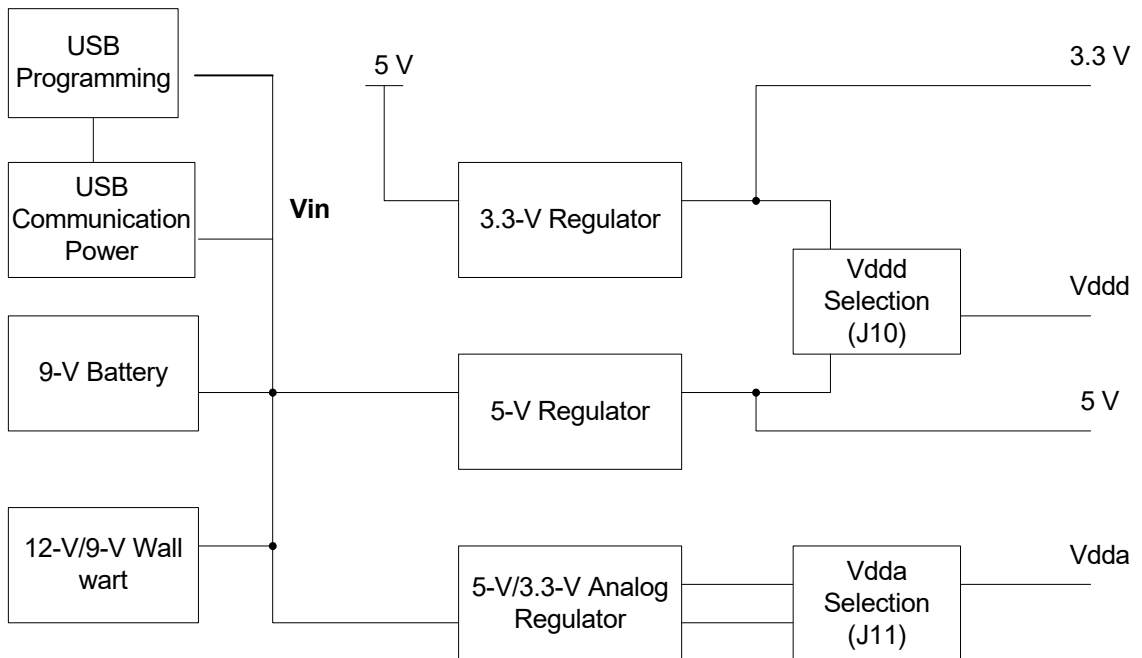 USB
Programming
USB
Communication
Power
9-V Battery
12-V/9-V Wall
wart
Vin
5 V
3.3-V Regulator
5-V Regulator
5-V/3.3-V Analog
Regulator
Vddd
Selection
(J10)
Vdda
Selection
(J11)
3.3 V
Vddd
5 V
Vdda